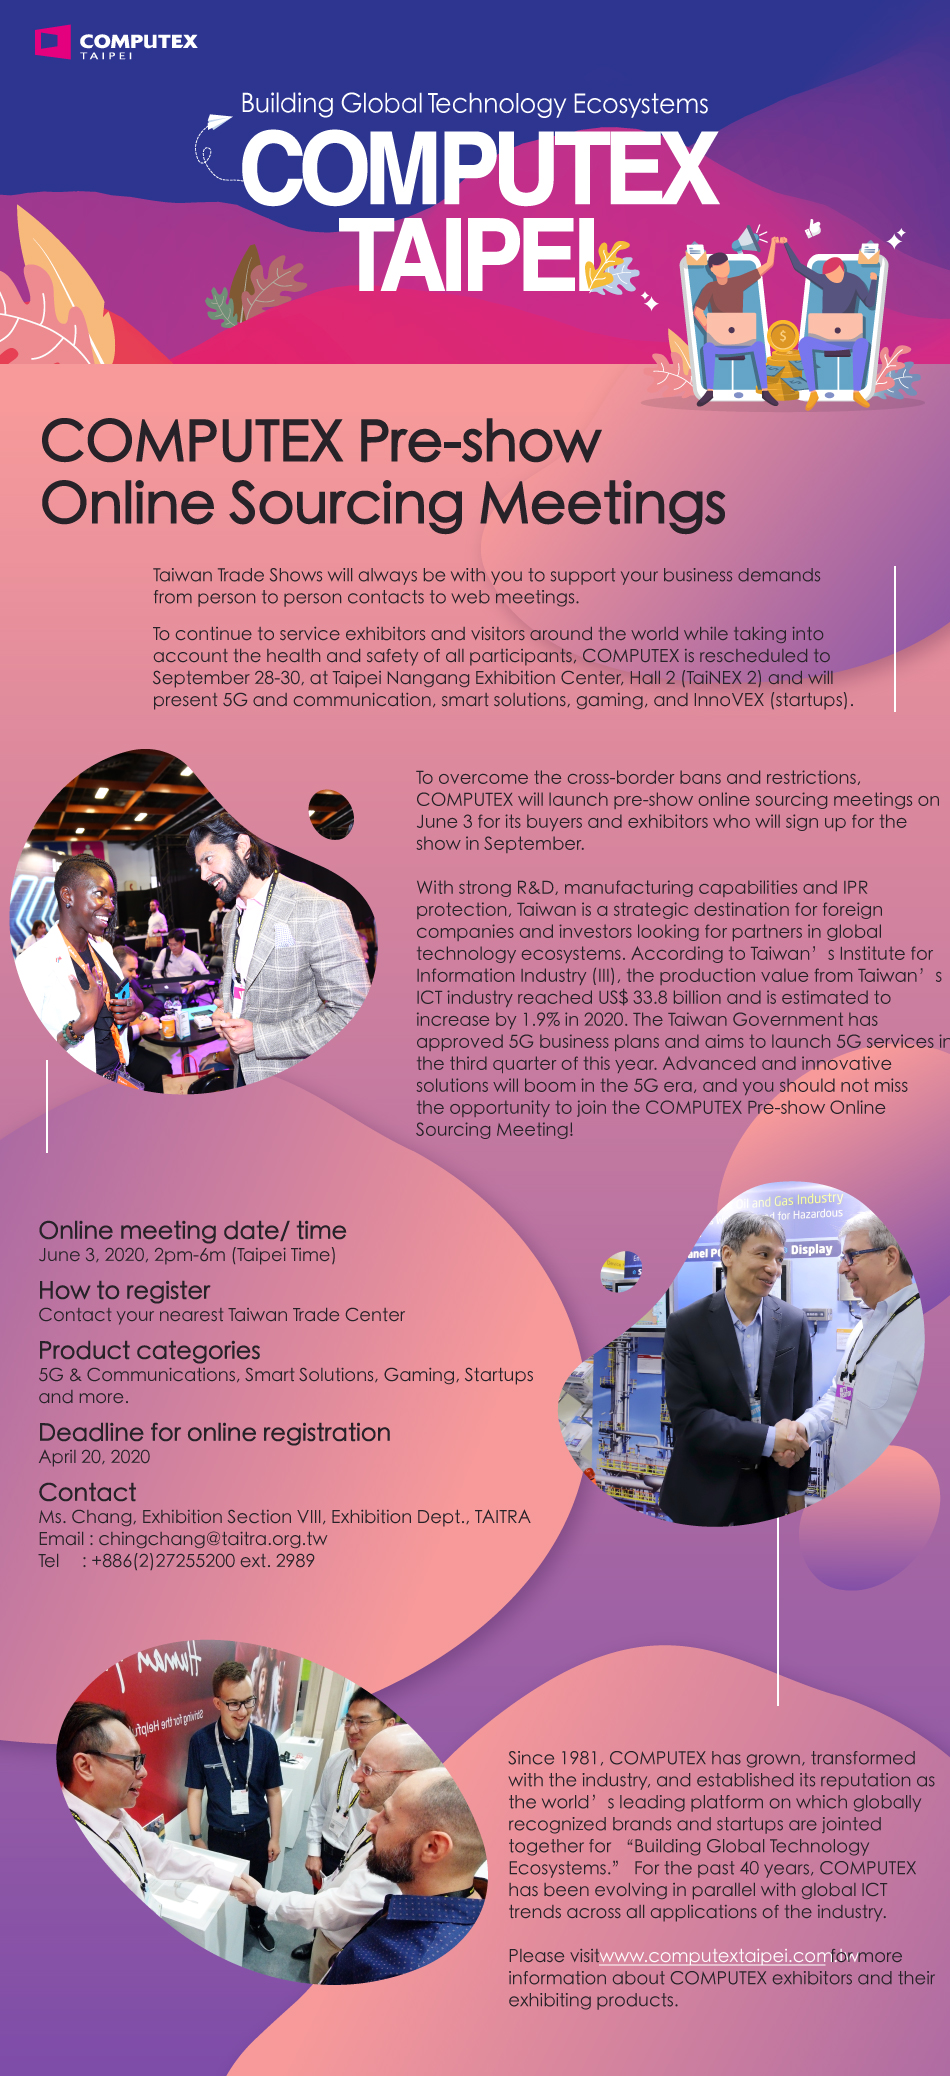 COMPUTEX
TAIPEI
Building Global Technology Ecosystems
COMPUTEX
TAIPEI
COMPUTEX Pre-show
Online Sourcing Meetings
Taiwan Trade Shows will always be with you to support your business demands
from person to person contacts to web meetings.
To continue to service exhibitors and visitors around the world while taking into
account the health and safety of all participants, COMPUTEX is rescheduled to
September 28-30, at Taipei Nangang Exhibition Center, Hall 2 (TaiNEX 2) and will
present 5G and communication, smart solutions, gaming, and InnoVEX (startups).
To overcome the cross-border bans and restrictions,
COMPUTEX will launch pre-show online sourcing meetings on
June 3 for its buyers and exhibitors who will sign up for the
show in September.
With strong R&D, manufacturing capabilities and IPR
protection, Taiwan is a strategic destination for foreign
companies and investors looking for partners in global
technology ecosystems. According to Taiwan’s Institute for
Information Industry (III), the production value from Taiwan’s
ICT industry reached US$ 33.8 billion and is estimated to
increase by 1.9% in 2020. The Taiwan Government has
approved 5G business plans and aims to launch 5G services in
the third quarter of this year. Advanced and innovative
solutions will boom in the 5G era, and you should not miss
the opportunity to join the COMPUTEX Pre-show Online
Sourcing Meeting!
Oil and Gas Industry
for Hazardous
Display
Online meeting date/ time
June 3, 2020, 2pm-6m (Taipei Time)
How to register
Contact your nearest Taiwan Trade Center
Product categories
5G & Communications, Smart Solutions, Gaming, Startups
and more.
Deadline for online registration
April 20, 2020
Contact
Ms. Chang, Exhibition Section VIII, Exhibition Dept., TAITRA
Email : chingchang@taitra.org.tw
Tel : +886(2)27255200 ext. 2989
Human
Striving for the Helpfu
Since 1981, COMPUTEX has grown, transformed
with the industry, and established its reputation as
the world’s leading platform on which globally
recognized brands and startups are jointed
together for “Building Global Technology
Ecosystems.” For the past 40 years, COMPUTEX
has been evolving in parallel with global ICT
trends across all applications of the industry.
Please visit www.computextaipei.com.tw for more
information about COMPUTEX exhibitors and their
exhibiting products.